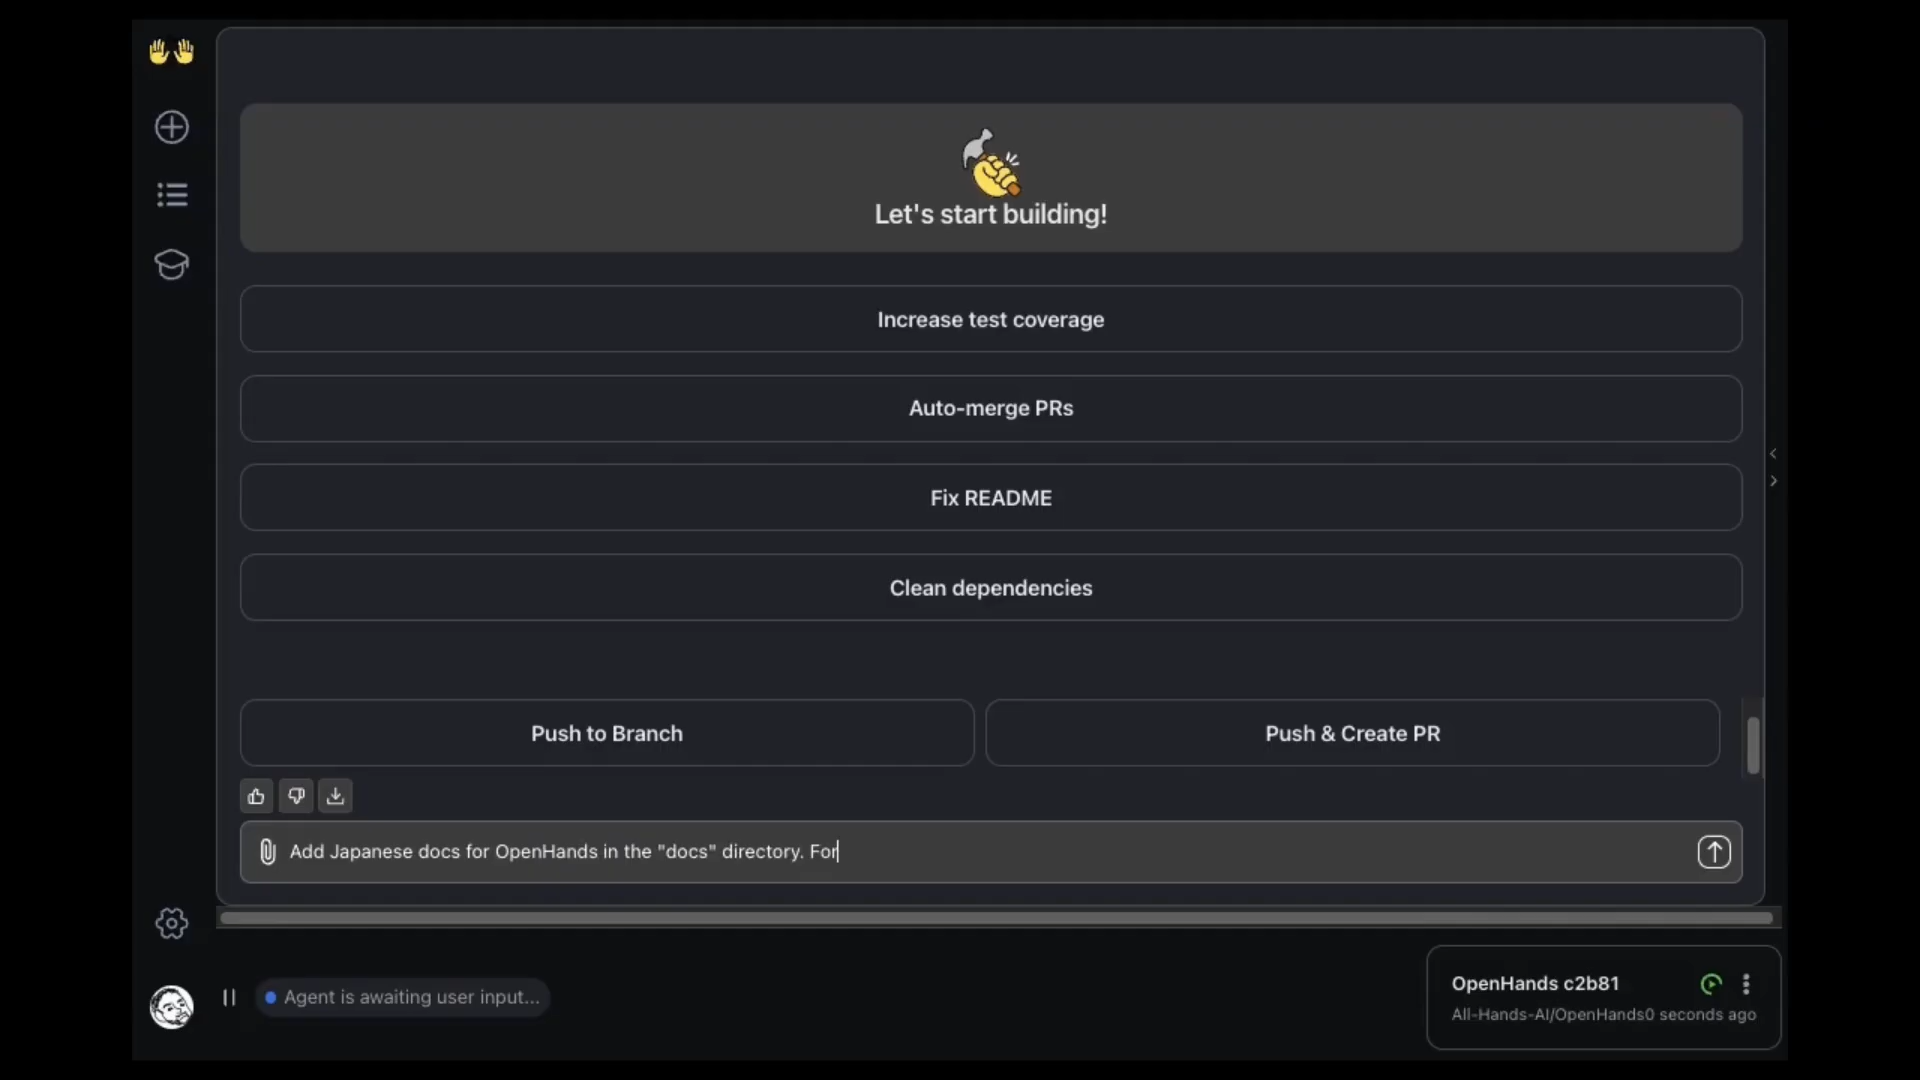 Let's start building!
Increase test coverage
Auto-merge PRs
Fix README
Clean dependencies
Push to Branch
Push & Create PR
Add Japanese docs for OpenHands in the "docs" directory. For
Agent is awaiting user input...
OpenHands c2b81
All-Hands-AI/OpenHands0 seconds ago